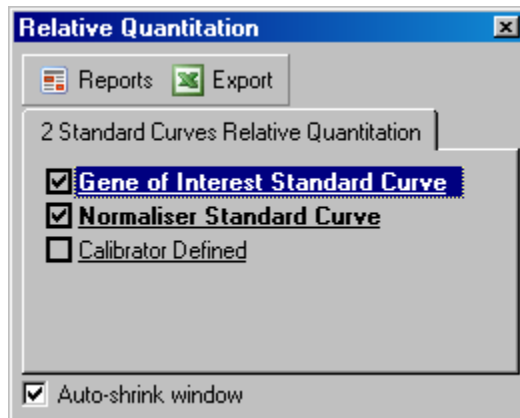 Relative Quantitation
Reports Export
2 Standard Curves Relative Quantitation
Gene of Interest Standard Curve
Normaliser Standard Curve
Calibrator Defined
Auto-shrink window